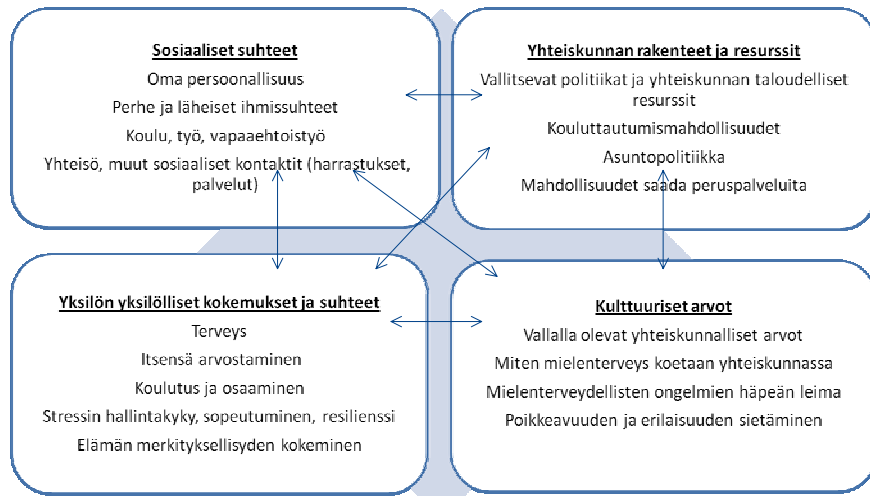 Sosiaaliset suhteet
Oma persoonallisuus
Perhe ja läheiset ihmissuhteet
Koulu, työ, vapaaehtoistyö
Yhteisö, muut sosiaaliset kontaktit (harrastukset,
palvelut)
Yhteiskunnan rakenteet ja resurssit
Vallitsevat politiikat ja yhteiskunnan taloudelliset
resurssit
Kouluttautumismahdollisuudet
Asuntopolitiikka
Mahdollisuudet saada peruspalveluita
Yksilön yksilölliset kokemukset ja suhteet
Terveys
Itsensä arvostaminen
Koulutus ja osaaminen
Stressin hallintakyky, sopeutuminen, resilienssi
Elämän merkityksellisyden kokeminen
Kulttuuriset arvot
Vallalla olevat yhteiskunnalliset arvot
Miten mielenterveys koetaan yhteiskunnassa
Mielenterveydellisten ongelmien häpeän leima
Poikkeavuuden ja erilaisuuden sietäminen